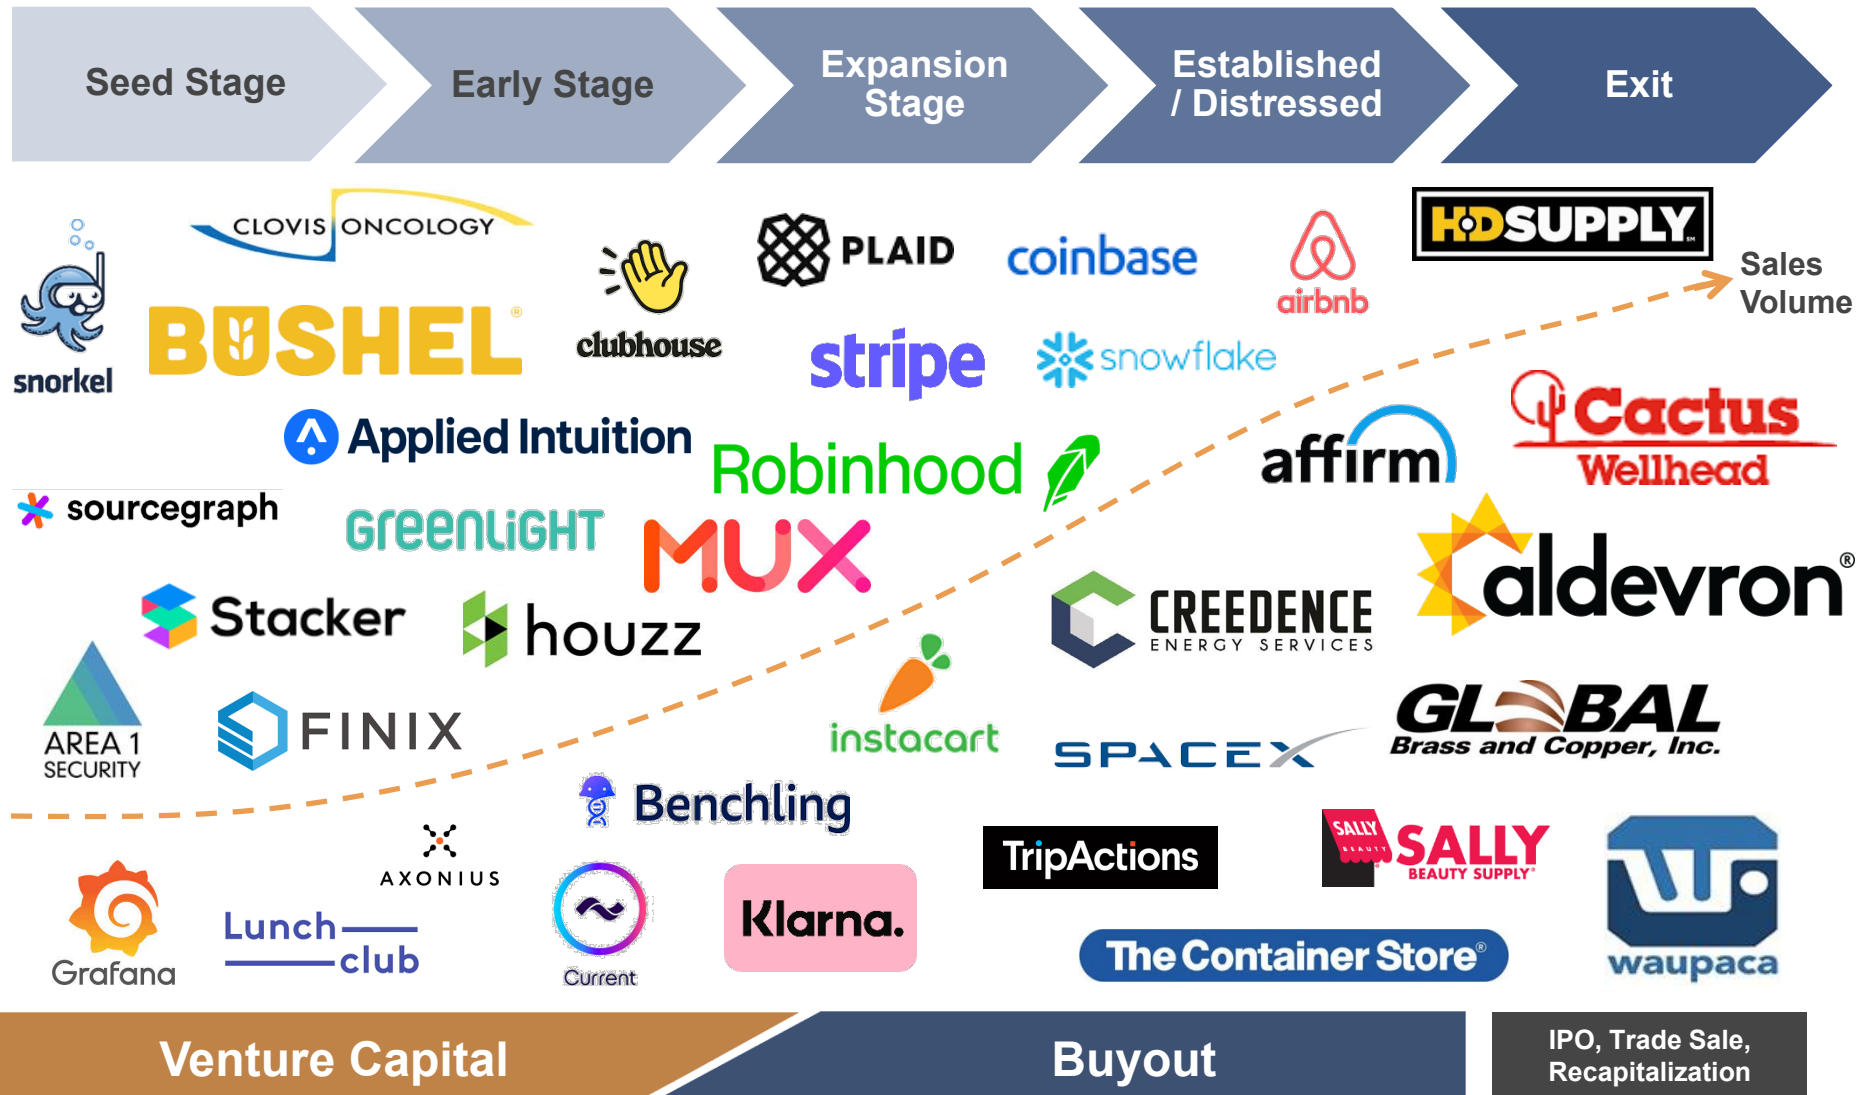 Seed Stage
Early Stage
Expansion
Stage
Established
/ Distressed
Exit
CLOVIS ONCOLOGY
HDSUPPLY
SM
PLAID
coinbase
airbnb
Sales
Volume
snorkel
BUSHEL®
clubhouse
stripe
snowflake
Applied Intuition
Robinhood
affirm
Cactus
Wellhead
sourcegraph
GREENLiGHT
MUX
aldevron®
Stacker
houzz
CREEDENCE
ENERGY SERVICES
AREA 1
SECURITY
FINIX
instacart
SPACEX
GLOBAL
Brass and Copper, Inc.
Benchling
AXONIUS
TripActions
SALLY
BEAUTY
SALLY
BEAUTY SUPPLY®
waupaca
Grafana
Lunch
club
Current
Klarna.
The Container Store®
Venture Capital
Buyout
IPO, Trade Sale,
Recapitalization